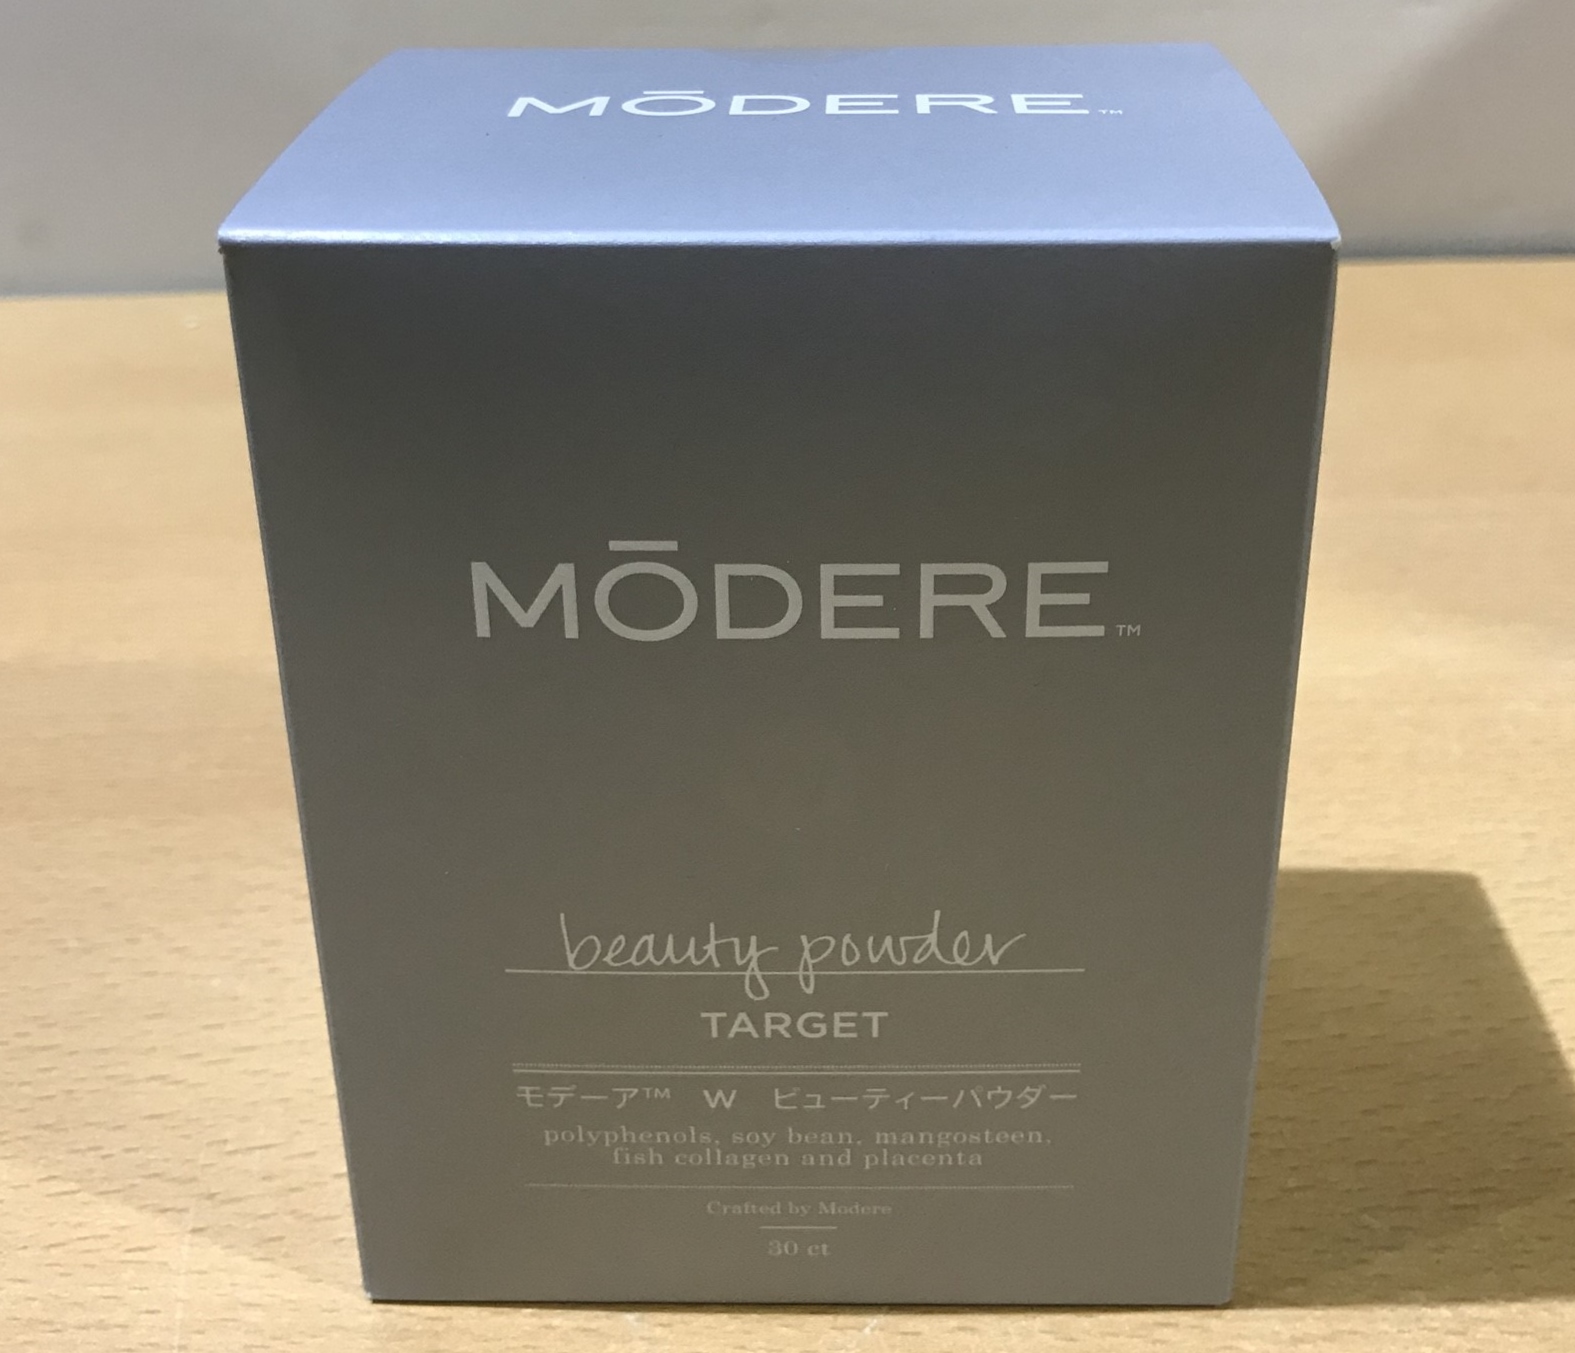 MŌDERE™
MŌDERE™
beauty powder
TARGET
モデーア™ W ビューティーパウダー
polyphenols, soy bean, mangosteen,
fish collagen and placenta
Crafted by Modere
30 ct